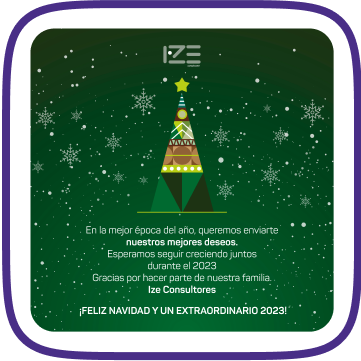 IZE
En la mejor época del año, queremos enviarte
nuestros mejores deseos.
Esperamos seguir creciendo juntos
durante el 2023
Gracias por hacer parte de nuestra familia.
Ize Consultores
¡FELIZ NAVIDAD Y UN EXTRAORDINARIO 2023!